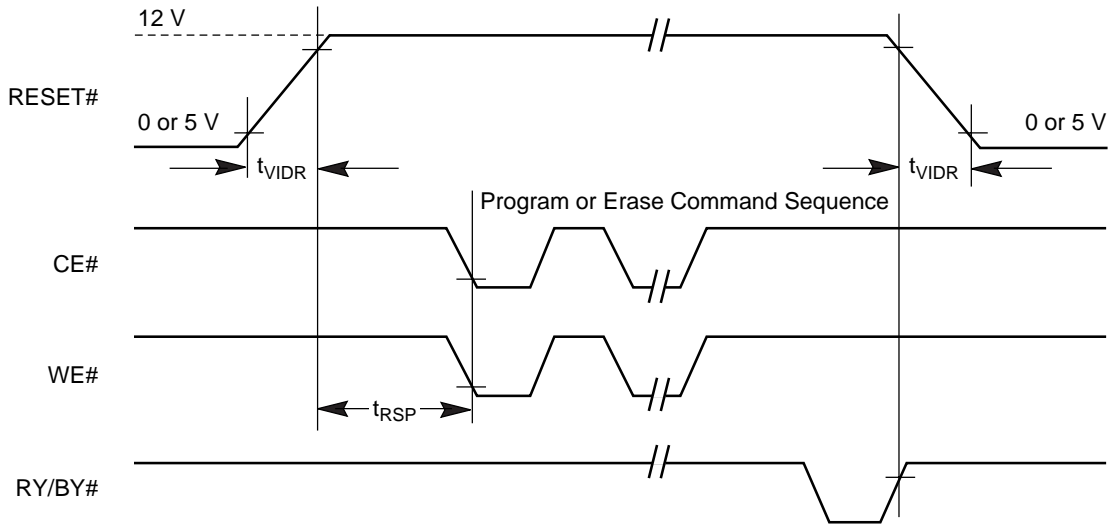 12 V
RESET#
0 or 5 V
0 or 5 V
tVIDR
tVIDR
Program or Erase Command Sequence
CE#
WE#
tRSP
RY/BY#